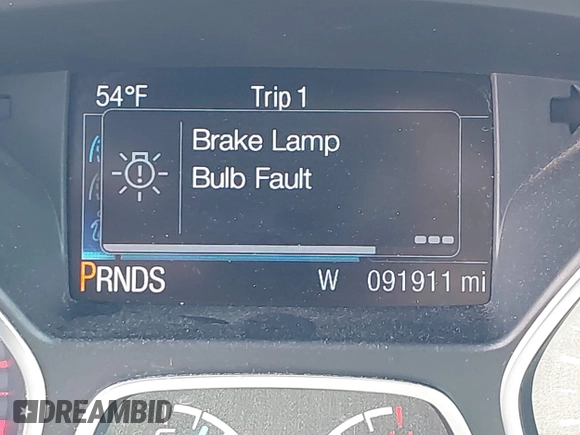 54°F Trip 1
Brake Lamp
Bulb Fault
PRNDS W 091911 mi
DREAMBID